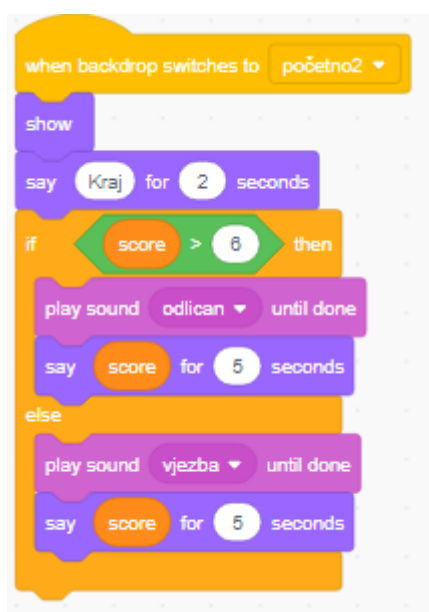 when backdrop switches to početno2
show
say Kraj for 2 seconds
if score > 6 then
play sound odlican until done
say score for 5 seconds
else
play sound vjezba until done
say score for 5 seconds